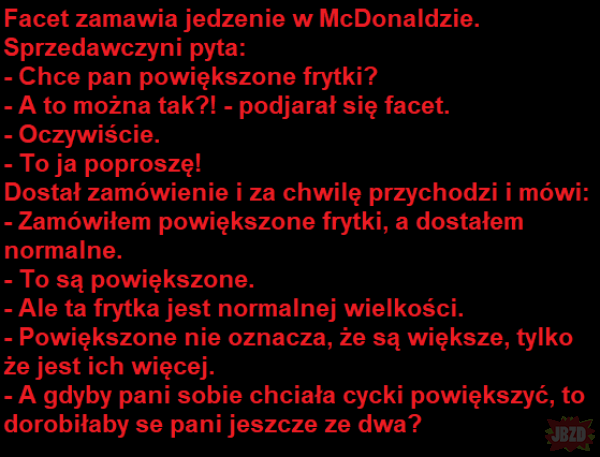 Facet zamawia jedzenie w McDonaldzie.
Sprzedawczyni pyta:
- Chce pan powiększone frytki?
- A to można tak?! - podjarał się facet.
- Oczywiście.
- To ja poproszę!
Dostał zamówienie i za chwilę przychodzi i mówi:
- Zamówiłem powiększone frytki, a dostałem
normalne.
- To są powiększone.
- Ale ta frytka jest normalnej wielkości.
- Powiększone nie oznacza, że są większe, tylko
że jest ich więcej.
- A gdyby pani sobie chciała cycki powiększyć, to
dorobiłaby se pani jeszcze ze dwa?
JBZD